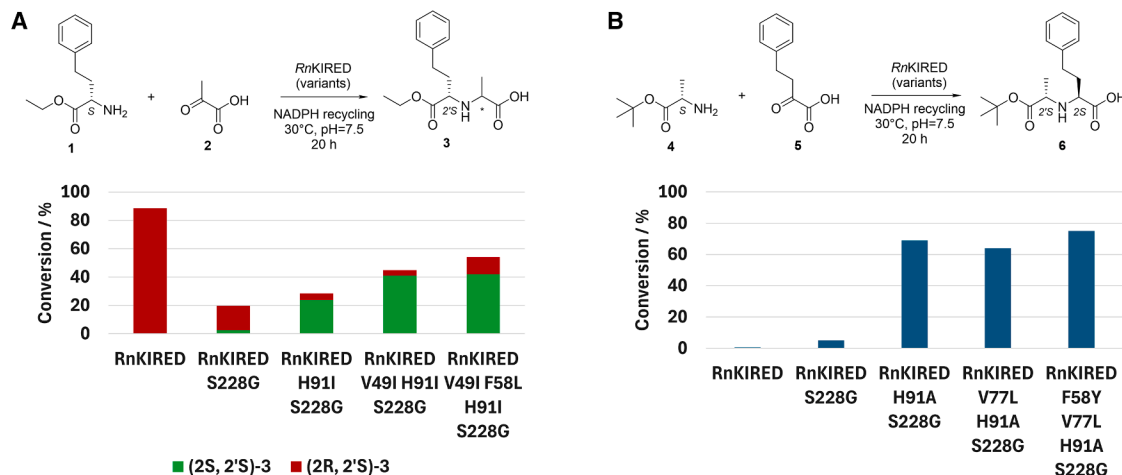 A
O
O
S
NH₂
1
+
O
OH
O
2
RnKIRED
(variants)
NADPH recycling
30°C, pH=7.5
20 h
O
O
2'S
N
H
*
OH
O
3
Conversion / %
100
80
60
40
20
0
RnKIRED
RnKIRED
S228G
RnKIRED
H91I
S228G
RnKIRED
V49I H91I
S228G
RnKIRED
V49I F58L
H91I
S228G
(2S, 2'S)-3
(2R, 2'S)-3
B
O
O
S
NH₂
4
+
OH
O
O
5
RnKIRED
(variants)
NADPH recycling
30°C, pH=7.5
20 h
O
O
2'S
N
H
2S
OH
O
6
Conversion / %
100
80
60
40
20
0
RnKIRED
RnKIRED
S228G
RnKIRED
H91A
S228G
RnKIRED
V77L
H91A
S228G
RnKIRED
F58Y
V77L
H91A
S228G